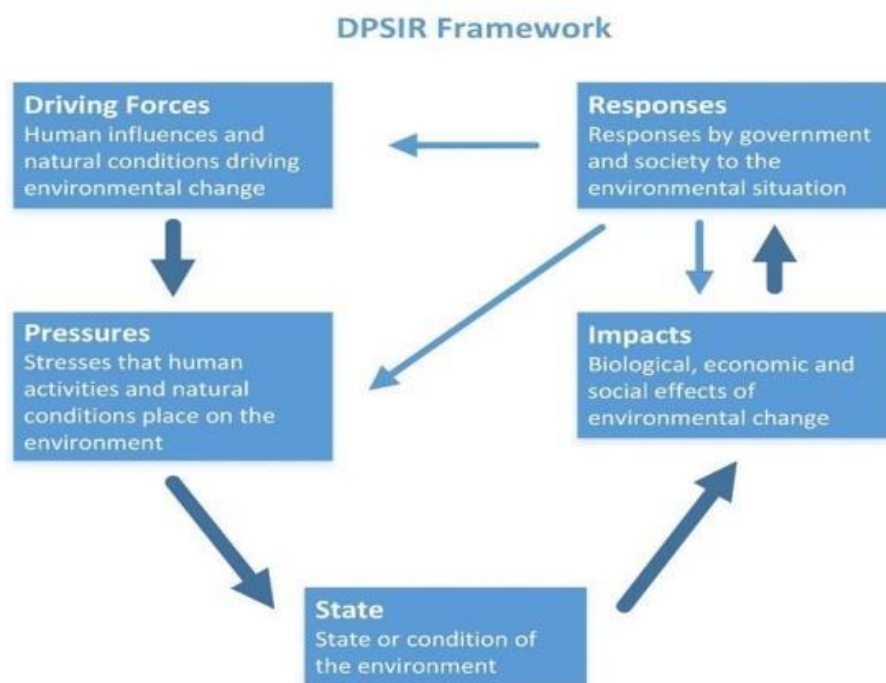 DPSIR Framework
Driving Forces
Human influences and
natural conditions driving
environmental change
Responses
Responses by government
and society to the
environmental situation
Pressures
Stresses that human
activities and natural
conditions place on the
environment
Impacts
Biological, economic and
social effects of
environmental change
State
State or condition of
the environment